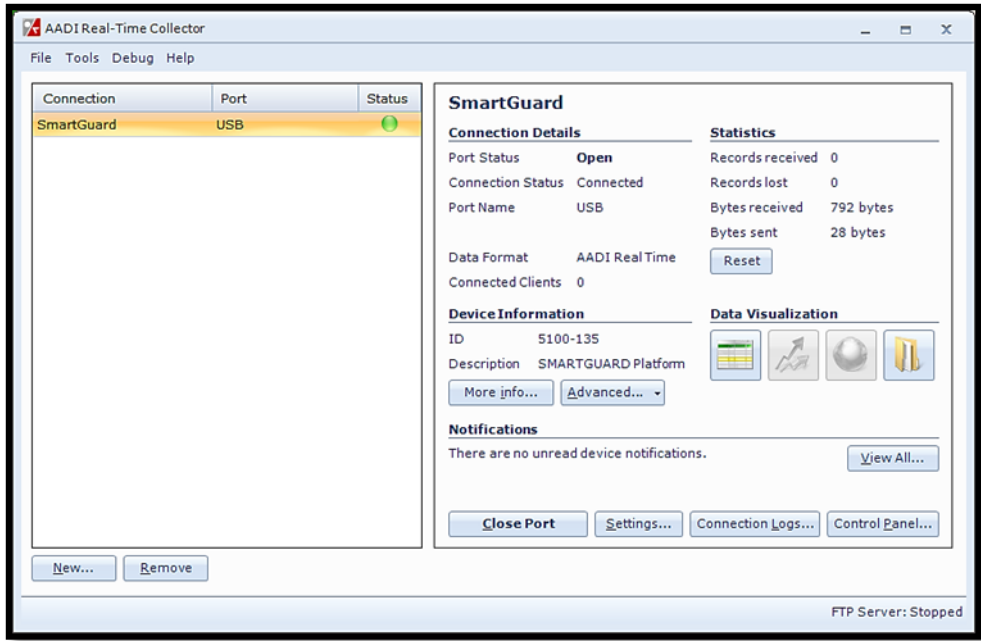 AADI Real-Time Collector
File Tools Debug Help
Connection Port Status
SmartGuard USB
SmartGuard
Connection Details
Port Status Open
Connection Status Connected
Port Name USB
Data Format AADI Real Time
Connected Clients 0
Statistics
Records received 0
Records lost 0
Bytes received 792 bytes
Bytes sent 28 bytes
Reset
Device Information
ID 5100-135
Description SMARTGUARD Platform
More info... Advanced...
Data Visualization
Notifications
There are no unread device notifications.
View All...
Close Port Settings... Connection Logs... Control Panel...
New... Remove
FTP Server: Stopped